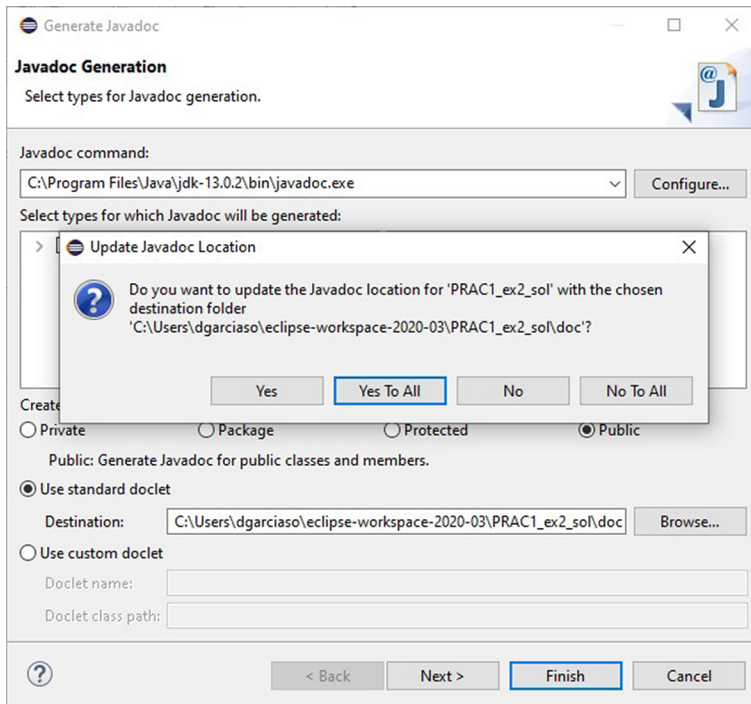 Generate Javadoc
Javadoc Generation
Select types for Javadoc generation.
Javadoc command:
C:\Program Files\Java\jdk-13.0.2\bin\javadoc.exe
Configure...
Select types for which Javadoc will be generated:
Update Javadoc Location
Do you want to update the Javadoc location for 'PRAC1_ex2_sol' with the chosen
destination folder
'C:\Users\dgarciaso\eclipse-workspace-2020-03\PRAC1_ex2_sol\doc'?
Yes
Yes To All
No
No To All
Create
Private
Package
Protected
Public
Public: Generate Javadoc for public classes and members.
Use standard doclet
Destination:
C:\Users\dgarciaso\eclipse-workspace-2020-03\PRAC1_ex2_sol\doc
Browse...
Use custom doclet
Doclet name:
Doclet class path:
< Back
Next >
Finish
Cancel